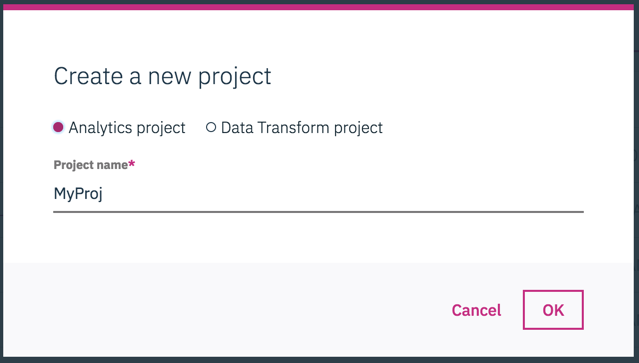 Create a new project
Analytics project Data Transform project
Project name*
MyProj
Cancel OK